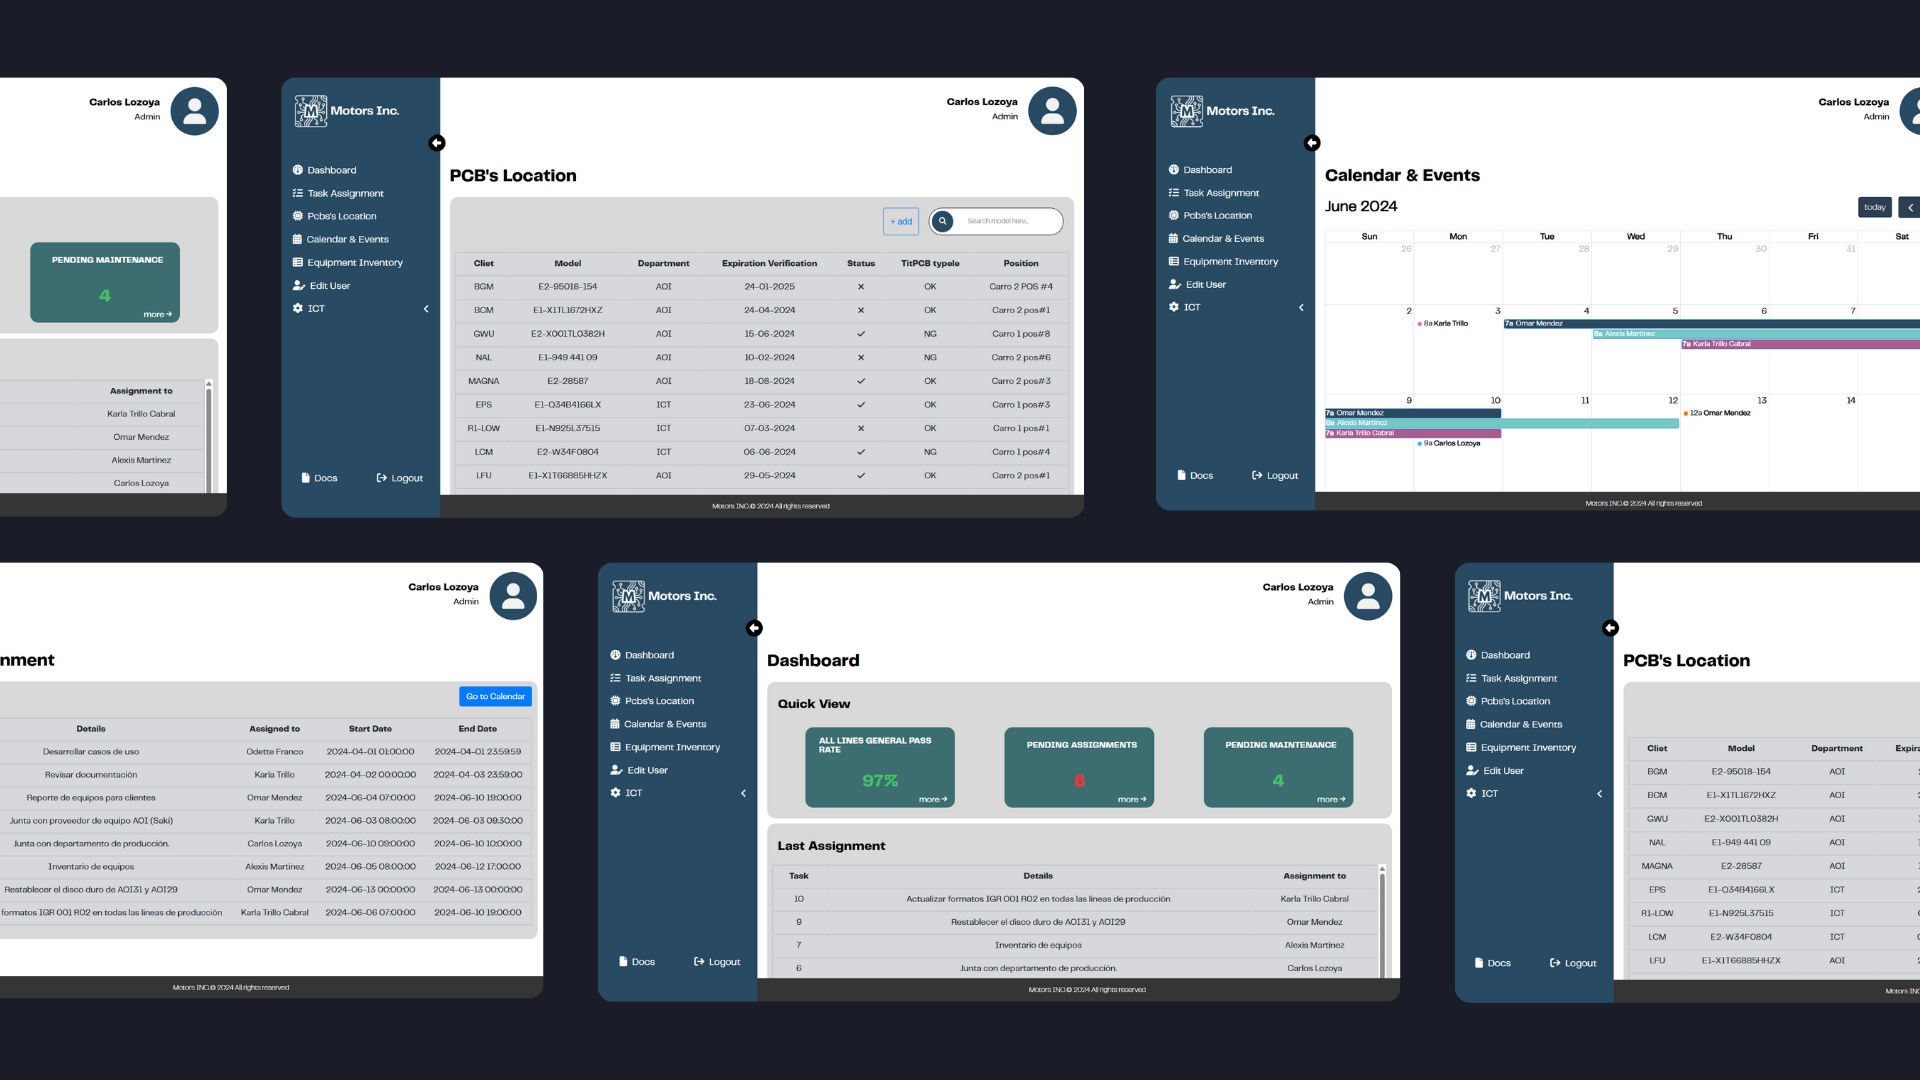 Carlos Lozoya
Admin
PENDING MAINTENANCE
4
more
Assignment to
Karla Trillo Cabral
Omar Mendez
Alexis Martinez
Carlos Lozoya
M
Motors Inc.
Dashboard
Task Assignment
Pcbs's Location
Calendar & Events
Equipment Inventory
Edit User
ICT
Docs Logout
Carlos Lozoya
Admin
PCB's Location
+ add Search model here...
Cliet Model Department Expiration Verification Status TitPCB typele Position
BGM E2-95018-154 AOI 24-01-2025 OK Carro 2 POS #4
BCM E1-X1TL1672HXZ AOI 24-04-2024 OK Carro 2 pos#1
GWU E2-X001TL0382H AOI 15-06-2024 NG Carro 1 pos#8
NAL E1-949 441 09 AOI 10-02-2024 NG Carro 2 pos#6
MAGNA E2-28587 AOI 18-08-2024 OK Carro 2 pos#3
EPS E1-Q34B4166LX ICT 23-06-2024 OK Carro 1 pos#3
R1-LOW E1-N925L37515 ICT 07-03-2024 OK Carro 1 pos#1
LCM E2-W34F0804 ICT 06-06-2024 NG Carro 1 pos#4
LFU E1-X1T66885HHZX AOI 29-05-2024 OK Carro 2 pos#1
Motors INC.© 2024 All rights reserved
M
Motors Inc.
Dashboard
Task Assignment
Pcbs's Location
Calendar & Events
Equipment Inventory
Edit User
ICT
Docs Logout
Carlos Lozoya
Admin
Calendar & Events
June 2024
today
Sun Mon Tue Wed Thu Fri Sat
26 27 28 29 30 31
2 3 4 5 6 7
8a Karla Trillo 7a Omar Mendez
8a Alexis Martinez
7a Karla Trillo Cabral
9 10 11 12 13 14
7a Omar Mendez 12a Omar Mendez
8a Alexis Martinez
7a Karla Trillo Cabral
9a Carlos Lozoya
Motors INC.© 2024 All rights reserved
Carlos Lozoya
Admin
nment
Go to Calendar
Details Assigned to Start Date End Date
Desarrollar casos de uso Odette Franco 2024-04-01 01:00:00 2024-04-01 23:59:59
Revisar documentación Karla Trillo 2024-04-02 00:00:00 2024-04-03 23:59:00
Reporte de equipos para clientes Omar Mendez 2024-06-04 07:00:00 2024-06-10 19:00:00
Junta con proveedor de equipo AOI (Saki) Karla Trillo 2024-06-03 08:00:00 2024-06-03 09:30:00
Junta con departamento de producción. Carlos Lozoya 2024-06-10 09:00:00 2024-06-10 10:00:00
Inventario de equipos Alexis Martinez 2024-06-05 08:00:00 2024-06-12 17:00:00
Restablecer el disco duro de AOI31 y AOI29 Omar Mendez 2024-06-13 00:00:00 2024-06-13 00:00:00
formatos IGR 001 R02 en todas las lineas de producción Karla Trillo Cabral 2024-06-06 07:00:00 2024-06-10 19:00:00
Motors INC.© 2024 All rights reserved
M
Motors Inc.
Dashboard
Task Assignment
Pcbs's Location
Calendar & Events
Equipment Inventory
Edit User
ICT
Docs Logout
Carlos Lozoya
Admin
Dashboard
Quick View
ALL LINES GENERAL PASS
RATE
97%
more
PENDING ASSIGNMENTS
8
more
PENDING MAINTENANCE
4
more
Last Assignment
Task Details Assignment to
10 Actualizar formatos IGR 001 R02 en todas las lineas de producción Karla Trillo Cabral
9 Restablecer el disco duro de AOI31 y AOI29 Omar Mendez
7 Inventario de equipos Alexis Martinez
6 Junta con departamento de producción. Carlos Lozoya
Motors INC.© 2024 All rights reserved
M
Motors Inc.
Dashboard
Task Assignment
Pcbs's Location
Calendar & Events
Equipment Inventory
Edit User
ICT
Docs Logout
PCB's Location
Cliet Model Department Expira
BGM E2-95018-154 AOI
BCM E1-X1TL1672HXZ AOI
GWU E2-X001TL0382H AOI
NAL E1-949 441 09 AOI
MAGNA E2-28587 AOI
EPS E1-Q34B4166LX ICT
R1-LOW E1-N925L37515 ICT
LCM E2-W34F0804 ICT
LFU E1-X1T66885HHZX AOI
Motors INC